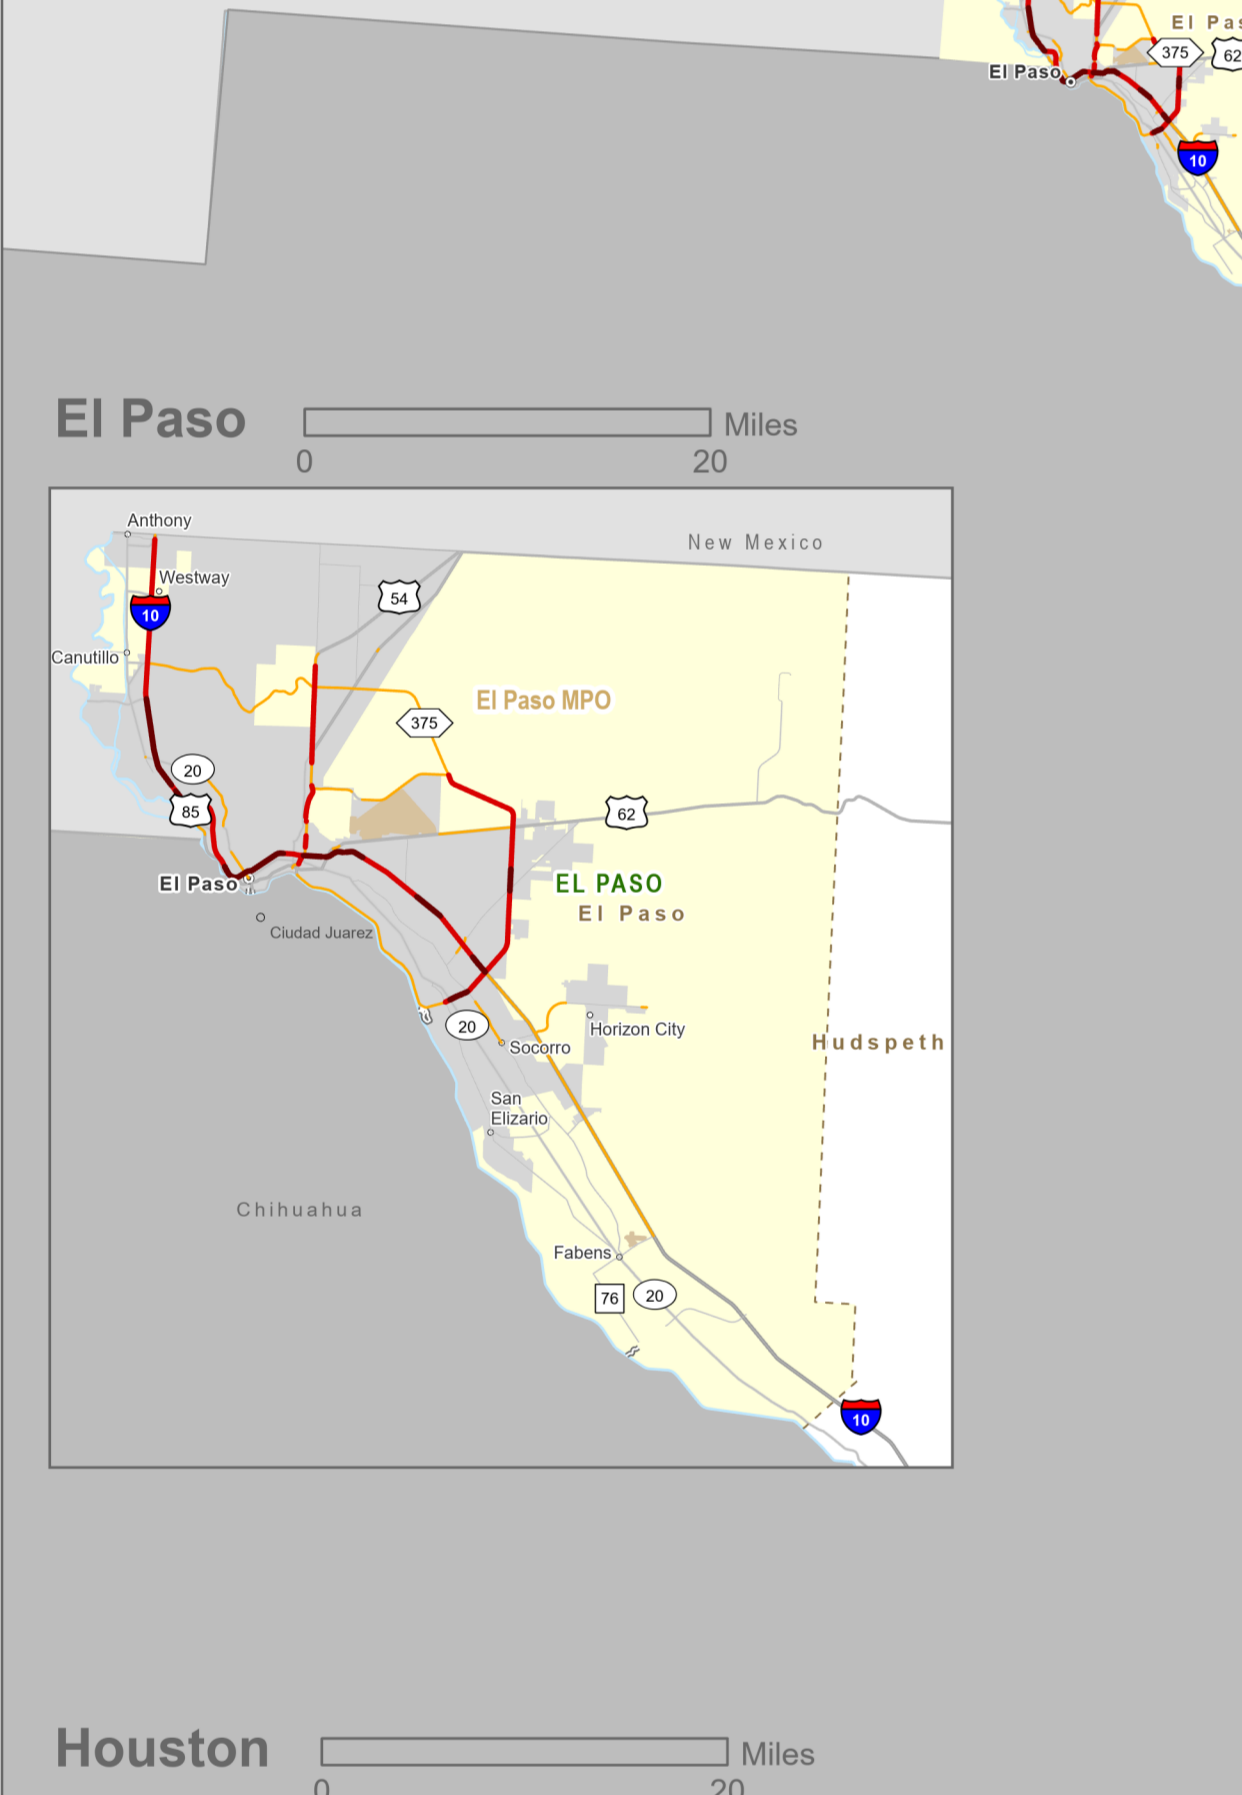 El Pas
375
62
El Paso
10
El Paso
Miles
0
20
Anthony
New Mexico
Westway
54
10
Canutillo
El Paso MPO
375
20
85
62
El Paso
EL PASO
El Paso
Ciudad Juarez
20
Horizon City
Socorro
Hudspeth
San
Elizario
Chihuahua
Fabens
76
20
10
Houston
Miles
0
20